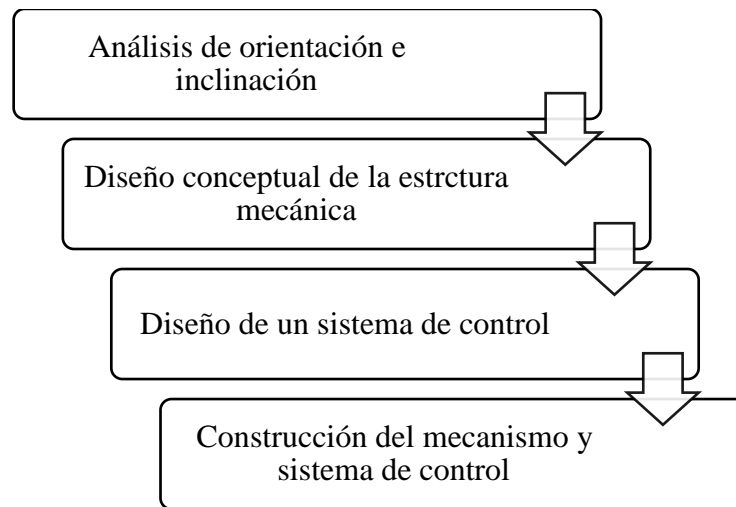 Análisis de orientación e
inclinación
Diseño conceptual de la estrctura
mecánica
Diseño de un sistema de control
Construcción del mecanismo y
sistema de control